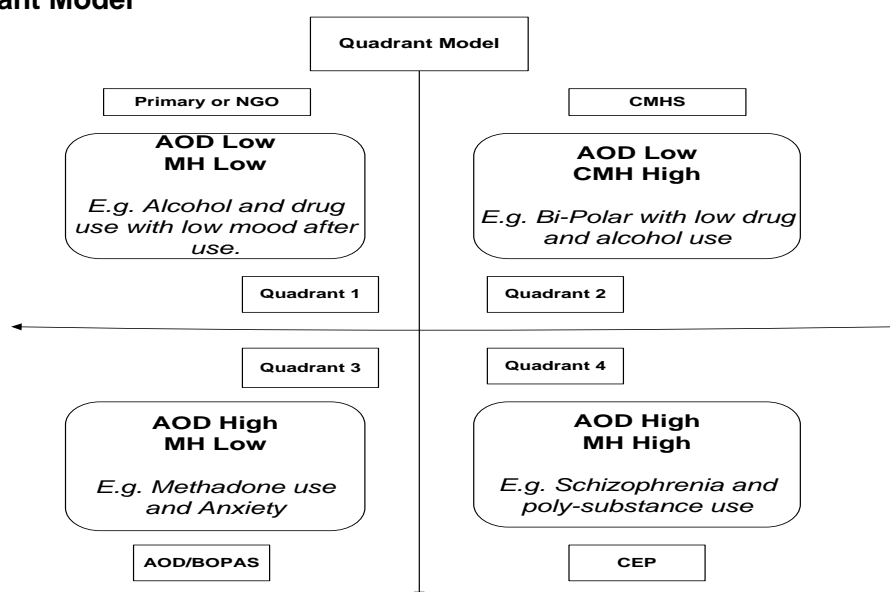 Quadrant Model
Primary or NGO
CMHS
AOD Low
MH Low
E.g. Alcohol and drug
use with low mood after
use.
AOD Low
CMH High
E.g. Bi-Polar with low drug
and alcohol use
Quadrant 1
Quadrant 2
Quadrant 3
Quadrant 4
AOD High
MH Low
E.g. Methadone use
and Anxiety
AOD High
MH High
E.g. Schizophrenia and
poly-substance use
AOD/BOPAS
CEP